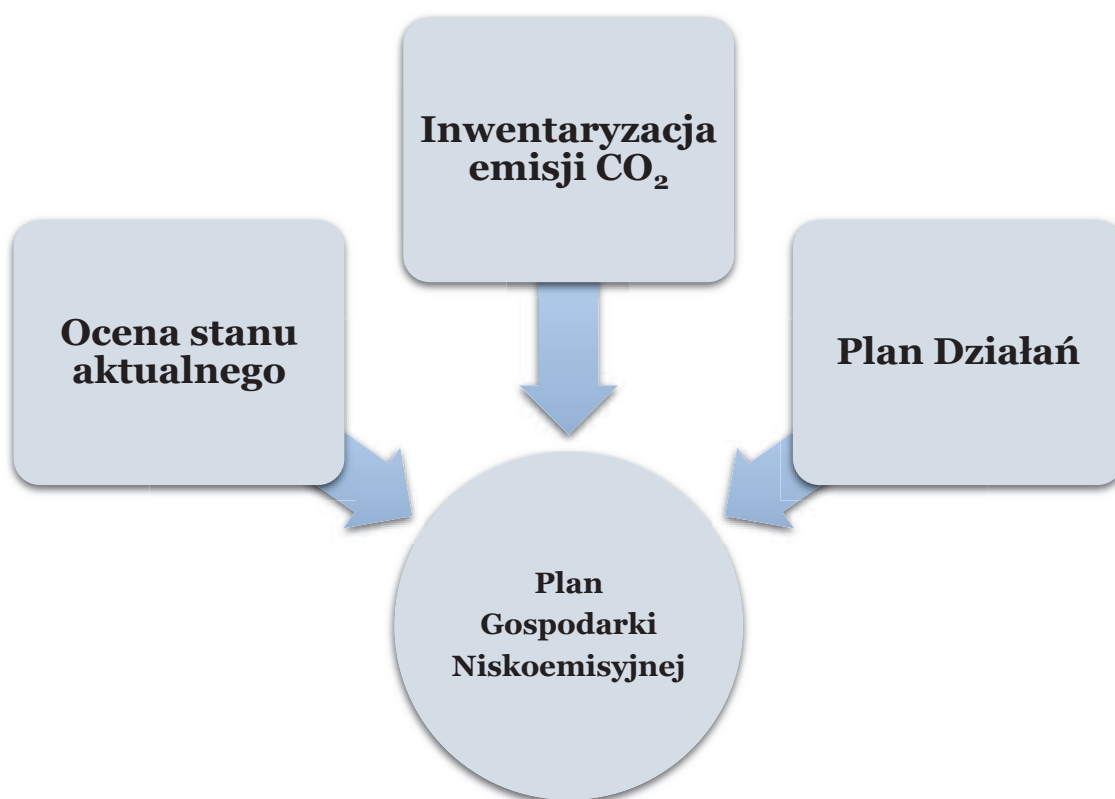 Inwentaryzacja
emisji CO₂
Ocena stanu
aktualnego
Plan Działań
Plan
Gospodarki
Niskoemisyjnej